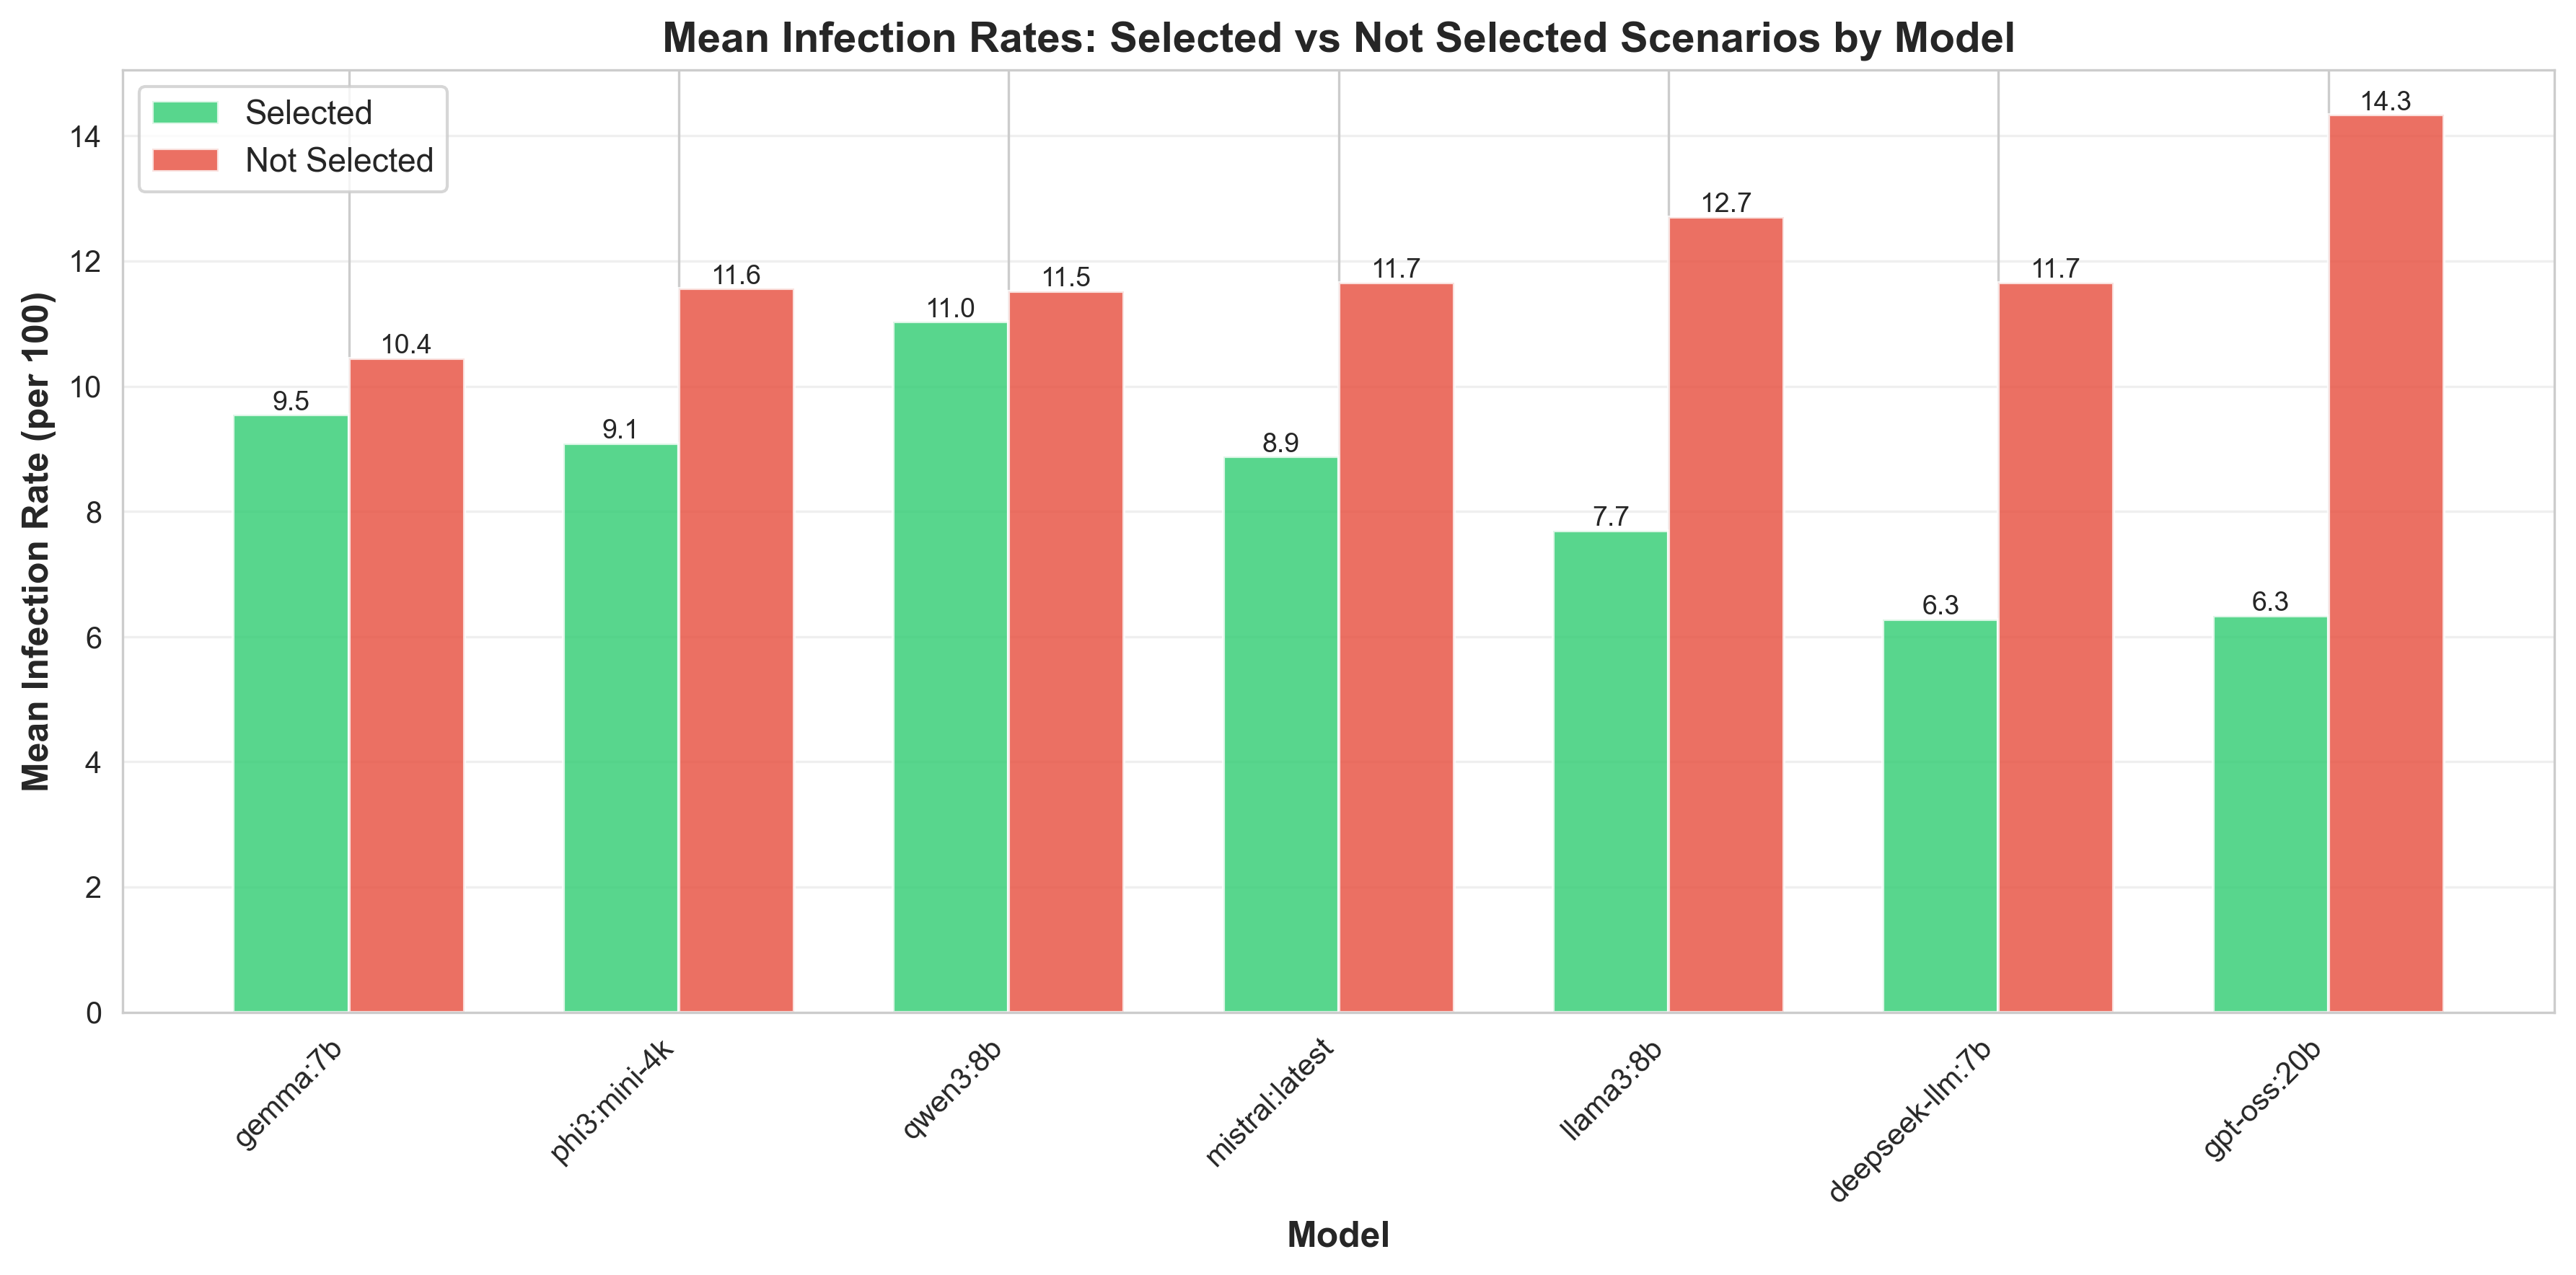 Mean Infection Rates: Selected vs Not Selected Scenarios by Model
Selected
Not Selected
Mean Infection Rate (per 100)
14
12
10
8
6
4
2
0
9.5
10.4
9.1
11.6
11.0
11.5
8.9
11.7
7.7
12.7
6.3
11.7
6.3
14.3
gemma:7b
phi3:mini-4k
qwen3:8b
mistral:latest
llama3:8b
deepseek-llm:7b
gpt-oss:20b
Model